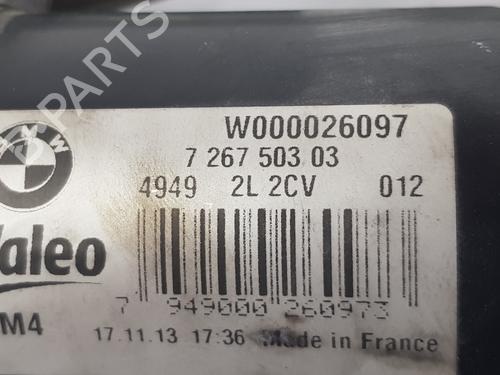 BMW
W000026097
7 267 503 03
4949 2L 2CV 012
Valeo
7 949000 260973
M4
17.11.13 17:36 Made in France